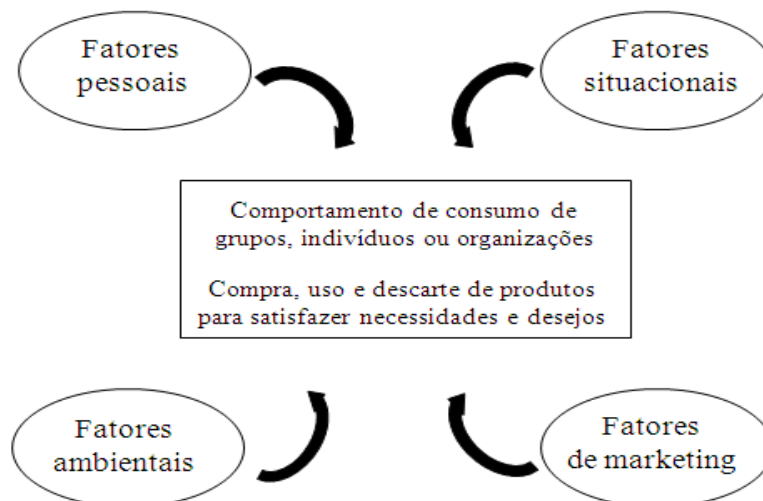 Fatores
pessoais
Fatores
situacionais
Comportamento de consumo de
grupos, indivíduos ou organizações
Compra, uso e descarte de produtos
para satisfazer necessidades e desejos
Fatores
ambientais
Fatores
de marketing